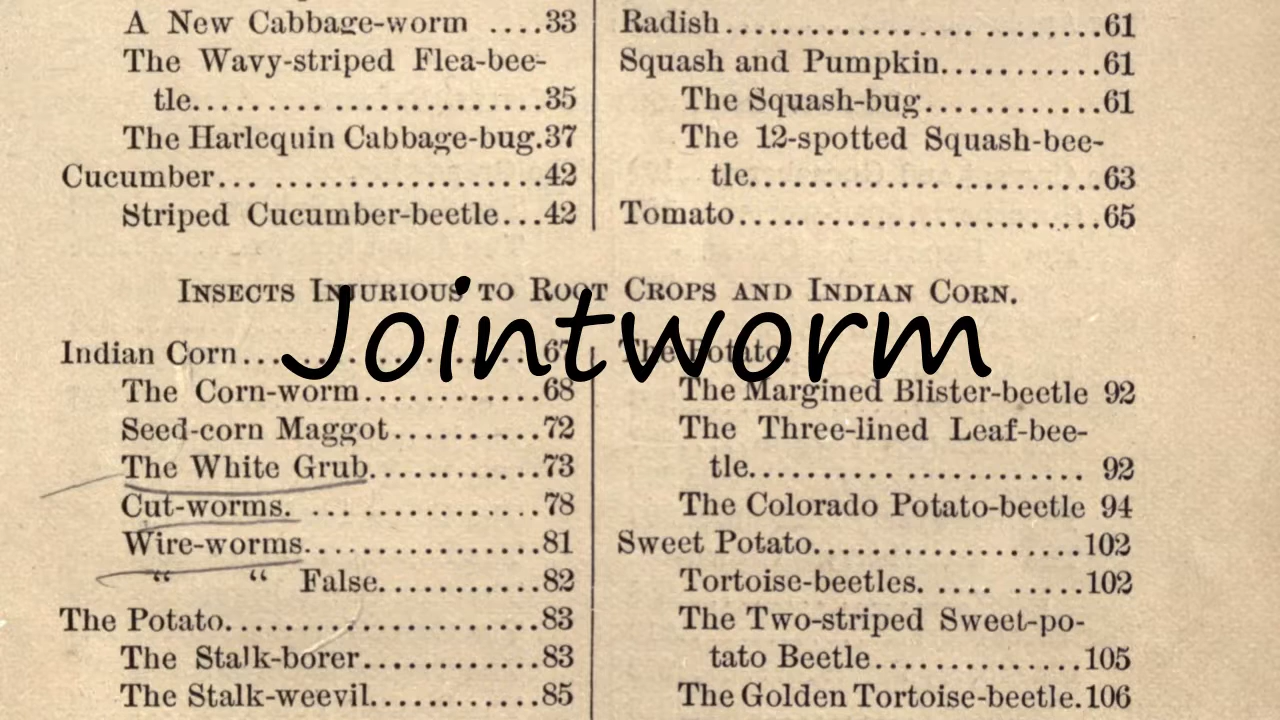 A New Cabbage-worm ....33
The Wavy-striped Flea-bee-
tle......... ......................35
The Harlequin Cabbage-bug.37
Cucumber... .......................42
Striped Cucumber-beetle...42
Radish..................... ........61
Squash and Pumpkin............61
The Squash-bug.............61
The 12-spotted Squash-bee-
tle.............. ..............63
Tomato...... .....................65
INSECTS INJURIOUS TO ROOT CROPS AND INDIAN CORN.
Jointworm
Indian Corn.........................67
The Corn-worm.............68
Seed-corn Maggot..........72
The White Grub............73
Cut-worms. ... .............78
Wire-worms.................81
“ “ False............82
The Potato......................83
The Stalk-borer.............83
The Stalk-weevil............85
The Potato.
The Margined Blister-beetle 92
The Three-lined Leaf-bee-
tle........................... 92
The Colorado Potato-beetle 94
Sweet Potato...................102
Tortoise-beetles. .... ......102
The Two-striped Sweet-po-
tato Beetle...............105
The Golden Tortoise-beetle.106